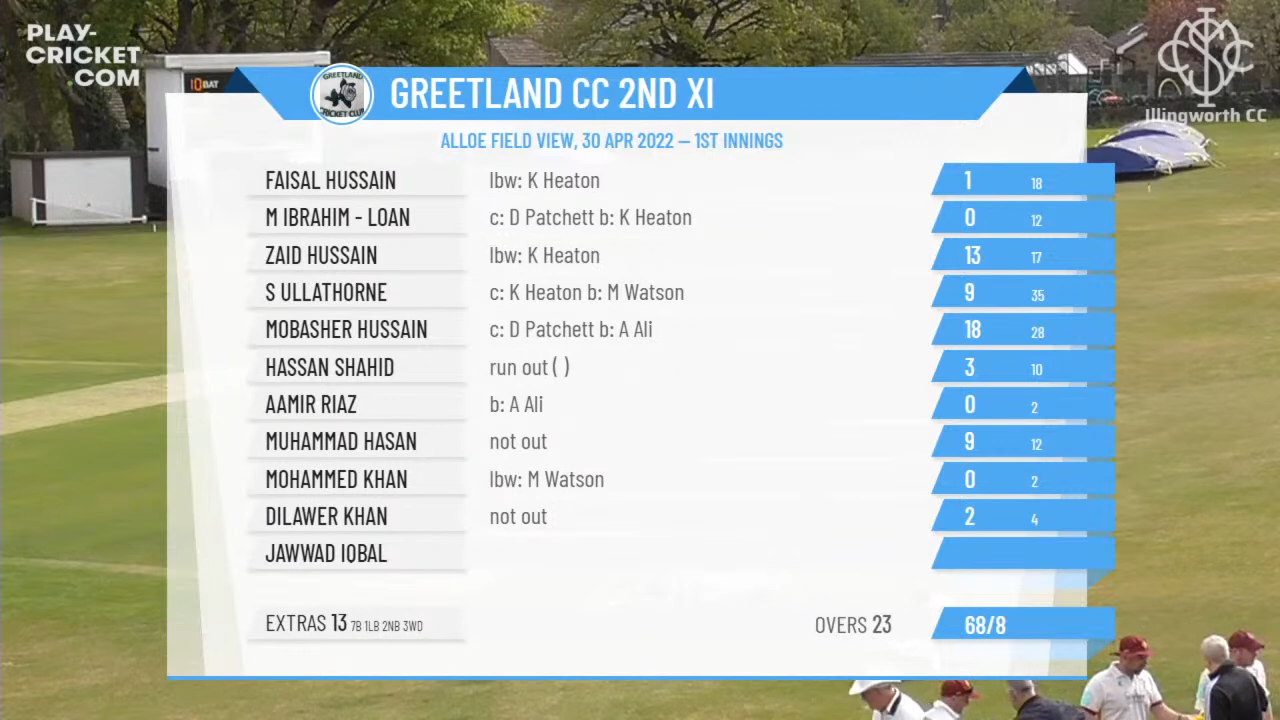 PLAY-
CRICKET
.COM
10BAT
Illingworth CC
GREETLAND
CRICKET CLUB
GREETLAND CC 2ND XI
ALLOE FIELD VIEW, 30 APR 2022 – 1ST INNINGS
FAISAL HUSSAIN lbw: K Heaton 1 18
M IBRAHIM - LOAN c: D Patchett b: K Heaton 0 12
ZAID HUSSAIN lbw: K Heaton 13 17
S ULLATHORNE c: K Heaton b: M Watson 9 35
MOBASHER HUSSAIN c: D Patchett b: A Ali 18 28
HASSAN SHAHID run out ( ) 3 10
AAMIR RIAZ b: A Ali 0 2
MUHAMMAD HASAN not out 9 12
MOHAMMED KHAN lbw: M Watson 0 2
DILAWER KHAN not out 2 4
JAWWAD IQBAL
EXTRAS 13 7B 1LB 2NB 3WD OVERS 23 68/8